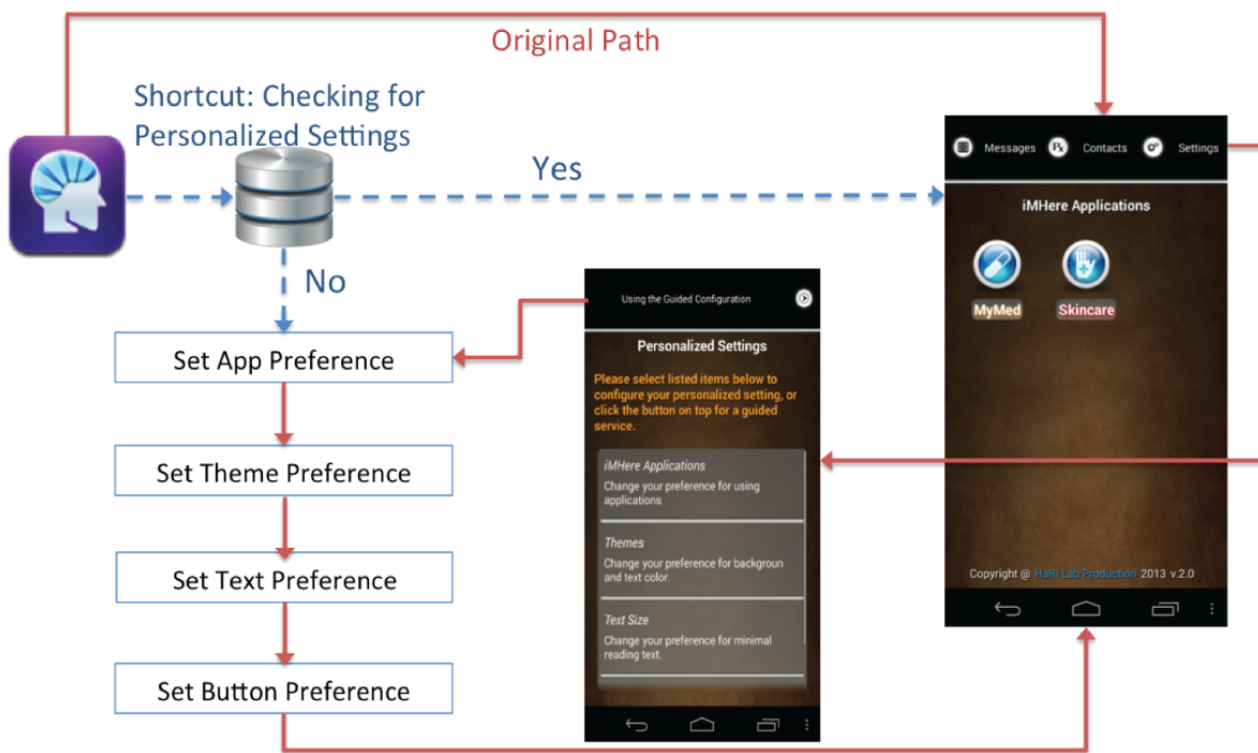 Original Path
Shortcut: Checking for
Personalized Settings
Yes
No
Set App Preference
Set Theme Preference
Set Text Preference
Set Button Preference
Using the Guided Configuration
Personalized Settings
Please select listed items below to
configure your personalized setting, or
click the button on top for a guided
service.
iMHere Applications
Change your preference for using
applications
Themes
Change your preference for backgroun
and text color.
Text Size
Change your preference for minimal
reading text.
Messages Rx Contacts Settings
iMHere Applications
MyMed Skincare
Copyright @ HaRi Lab Production 2013 v.2.0